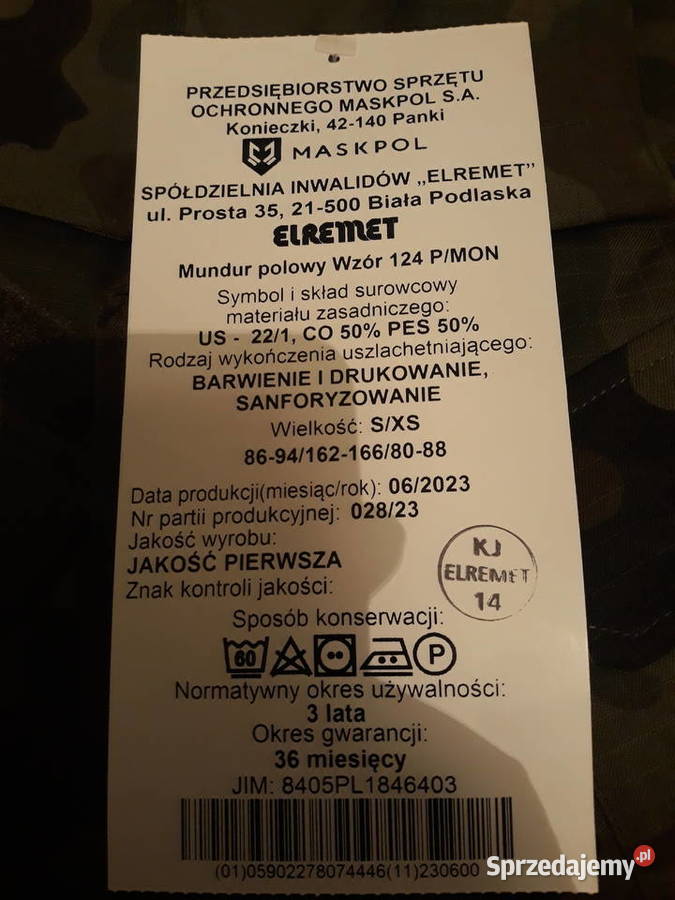 PRZEDSIĘBIORSTWO SPRZĘTU
OCHRONNEGO MASKPOL S.A.
Konieczki, 42-140 Panki
MASKPOL
SPÓŁDZIELNIA INWALIDÓW „ELREMET”
ul. Prosta 35, 21-500 Biała Podlaska
ELREMET
Mundur polowy Wzór 124 P/MON
Symbol i skład surowcowy
materiału zasadniczego:
US - 22/1, CO 50% PES 50%
Rodzaj wykończenia uszlachetniającego:
BARWIENIE I DRUKOWANIE,
SANFORYZOWANIE
Wielkość: S/XS
86-94/162-166/80-88
Data produkcji(miesiąc/rok): 06/2023
Nr partii produkcyjnej: 028/23
Jakość wyrobu:
JAKOŚĆ PIERWSZA
Znak kontroli jakości:
KJ
ELREMET
14
Sposób konserwacji:
60
P
Normatywny okres używalności:
3 lata
Okres gwarancji:
36 miesięcy
JIM: 8405PL1846403
(01)05902278074446(11)230600
Sprzedajemy.pl